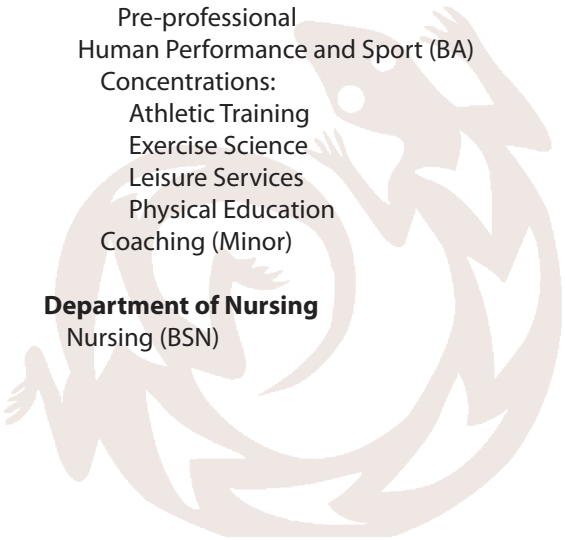 Pre-professional
Human Performance and Sport (BA)
Concentrations:
Athletic Training
Exercise Science
Leisure Services
Physical Education
Coaching (Minor)
Department of Nursing
Nursing (BSN)